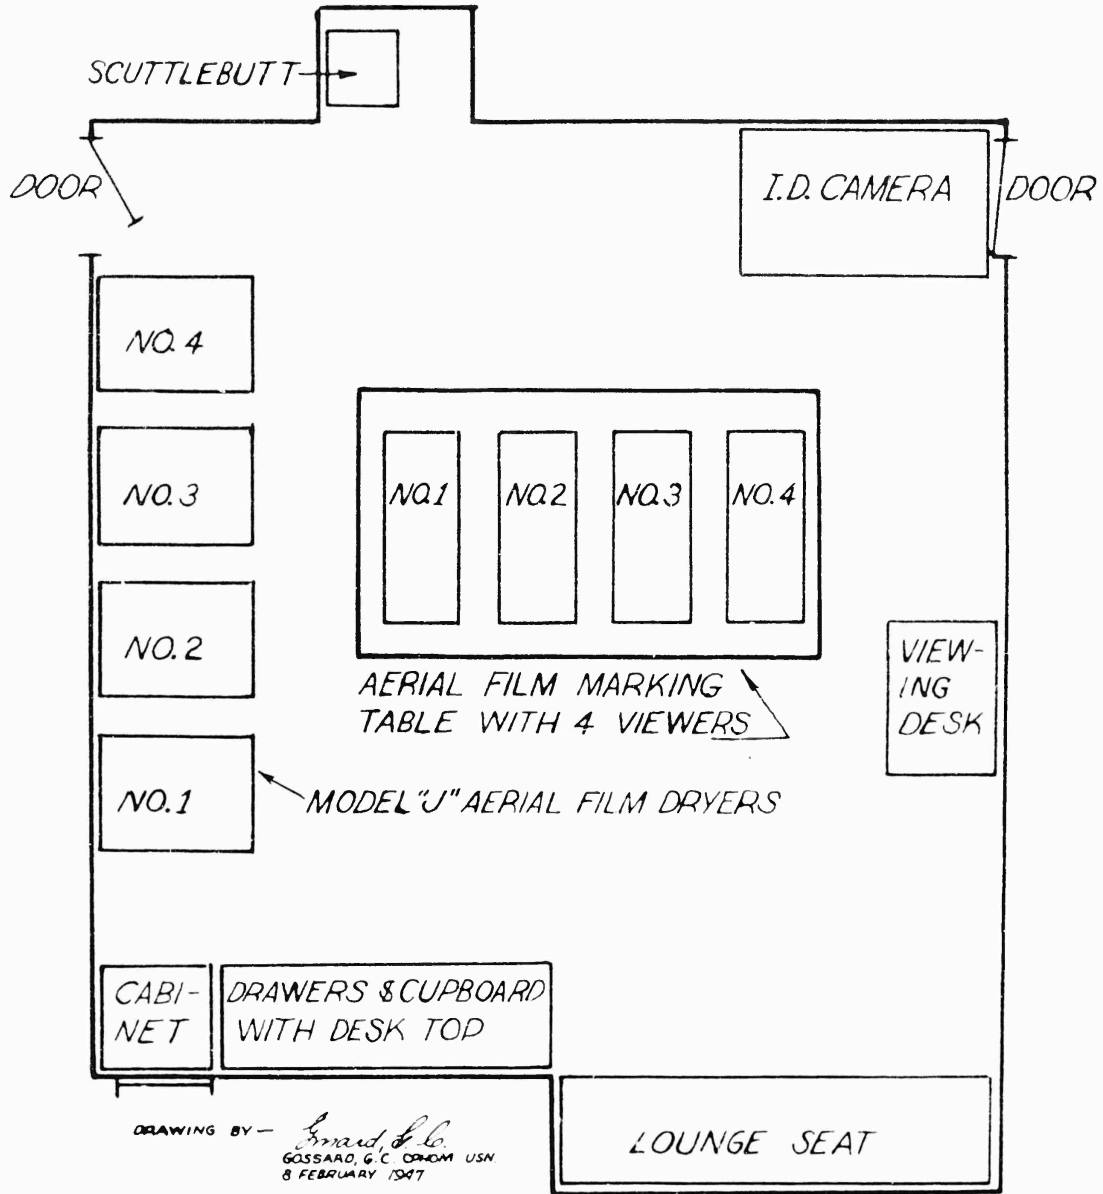 SCUTTLEBUTT
DOOR
I.D. CAMERA
DOOR
NO. 4
NO. 3
NO. 2
NO. 1
NO.1
NO.2
NO.3
NO.4
AERIAL FILM MARKING
TABLE WITH 4 VIEWERS
VIEW-
ING
DESK
MODEL "J" AERIAL FILM DRYERS
CABI-
NET
DRAWERS & CUPBOARD
WITH DESK TOP
LOUNGE SEAT
DRAWING BY —
GOSSARD, G.C. USN
8 FEBRUARY 1947